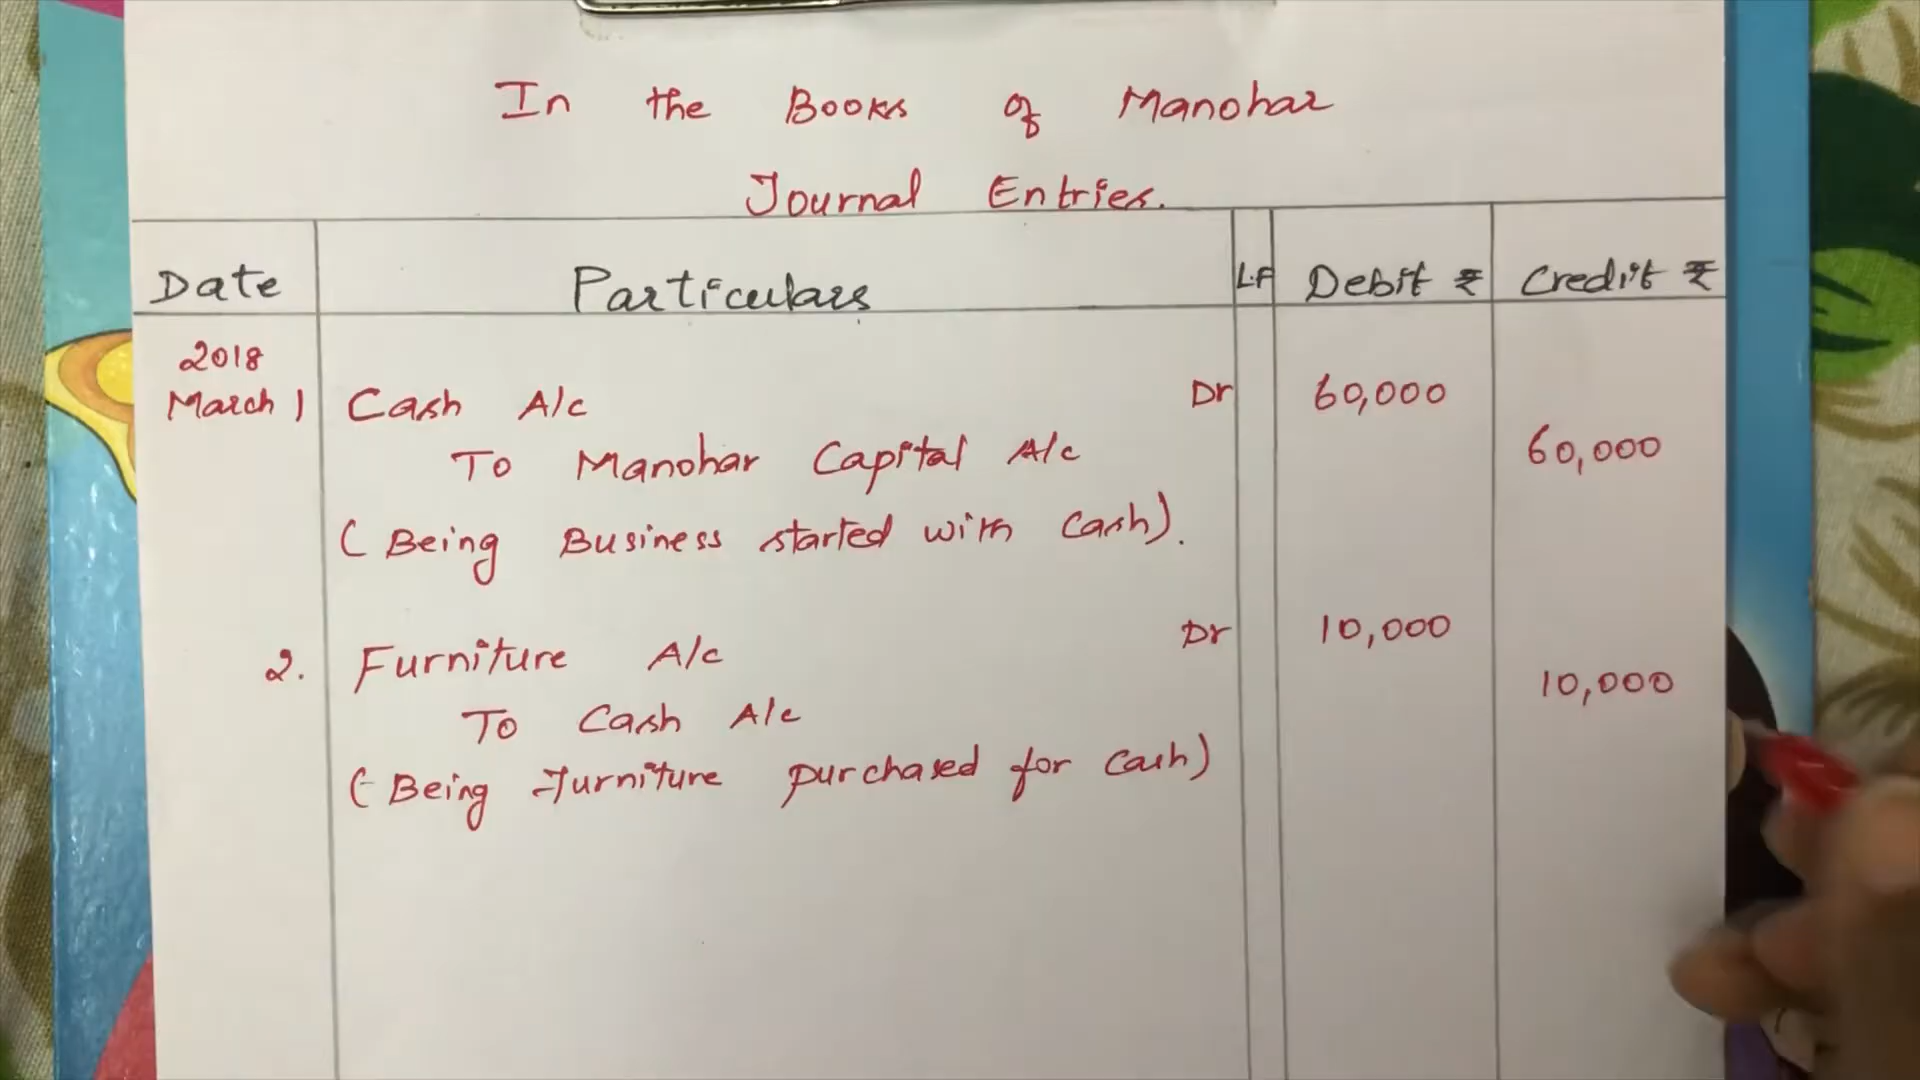 In the Books of Manohar
Journal Entries.
Date Particulars L.F Debit ₹ Credit ₹
2018
March 1 Cash A/c Dr 60,000
To Manohar Capital A/c 60,000
(Being Business started with cash).
2. Furniture A/c Dr 10,000
To Cash A/c 10,000
(Being Furniture purchased for cash)